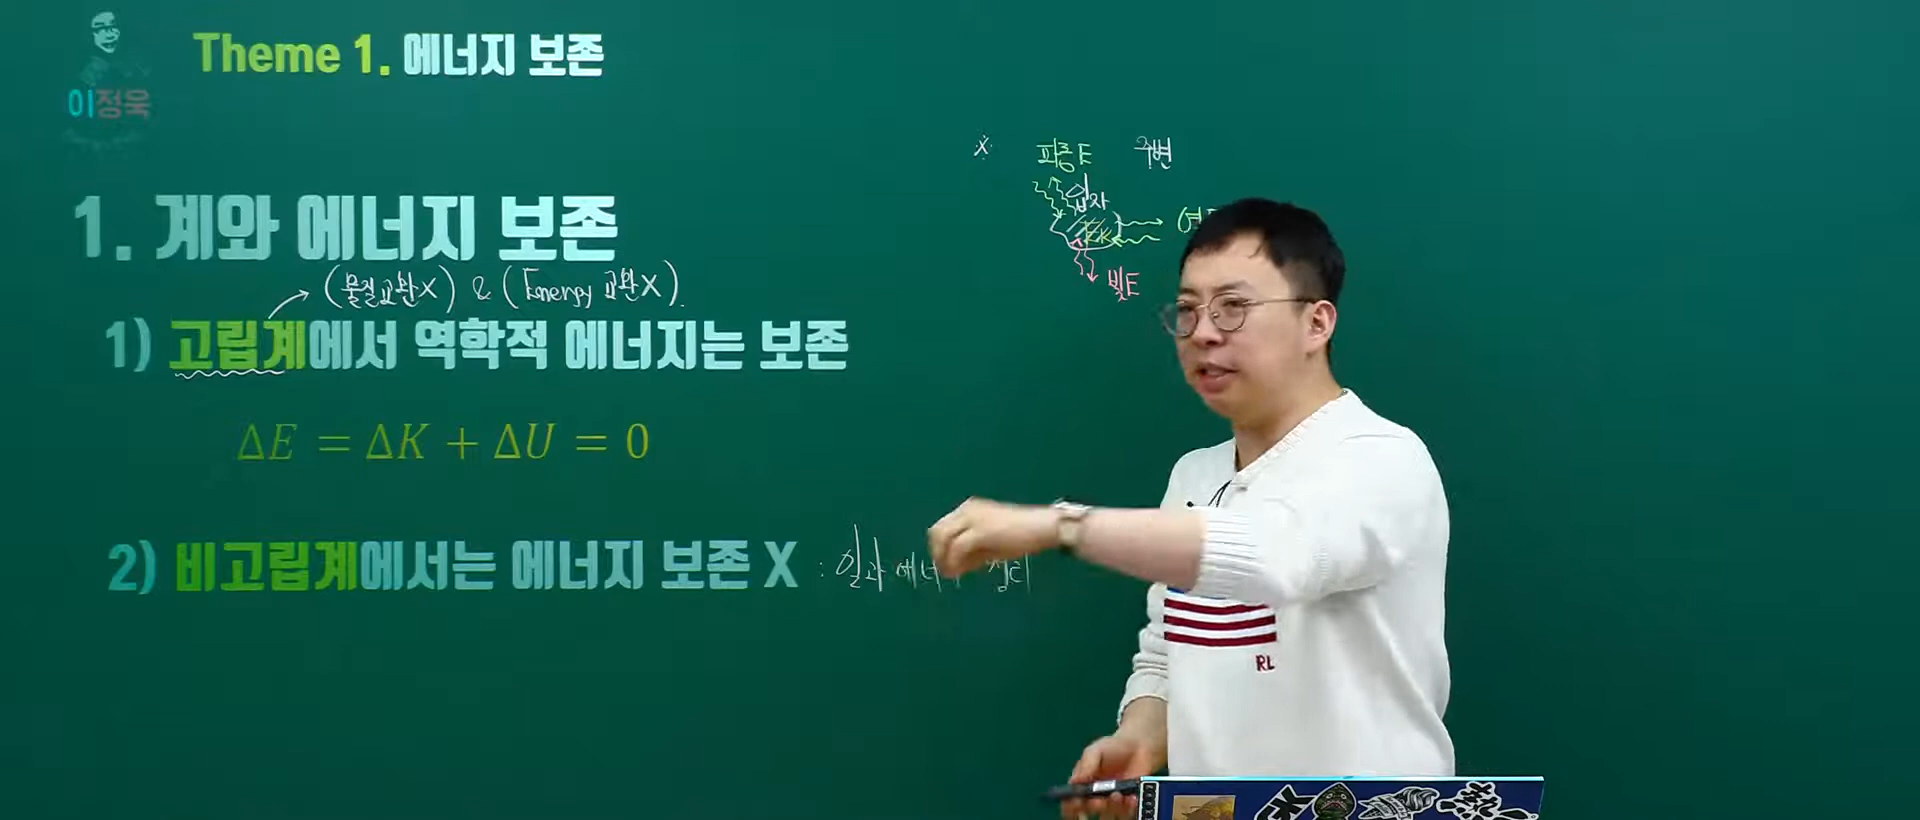 이정욱
Theme 1. 에너지 보존
1. 계와 에너지 보존
(물질교환X) & (Energy 교환X).
1) 고립계에서 역학적 에너지는 보존
ΔE = ΔK + ΔU = 0
2) 비고립계에서는 에너지 보존 X : 일과 에너 정리
X
파동E 주변
입자
빛E
RL